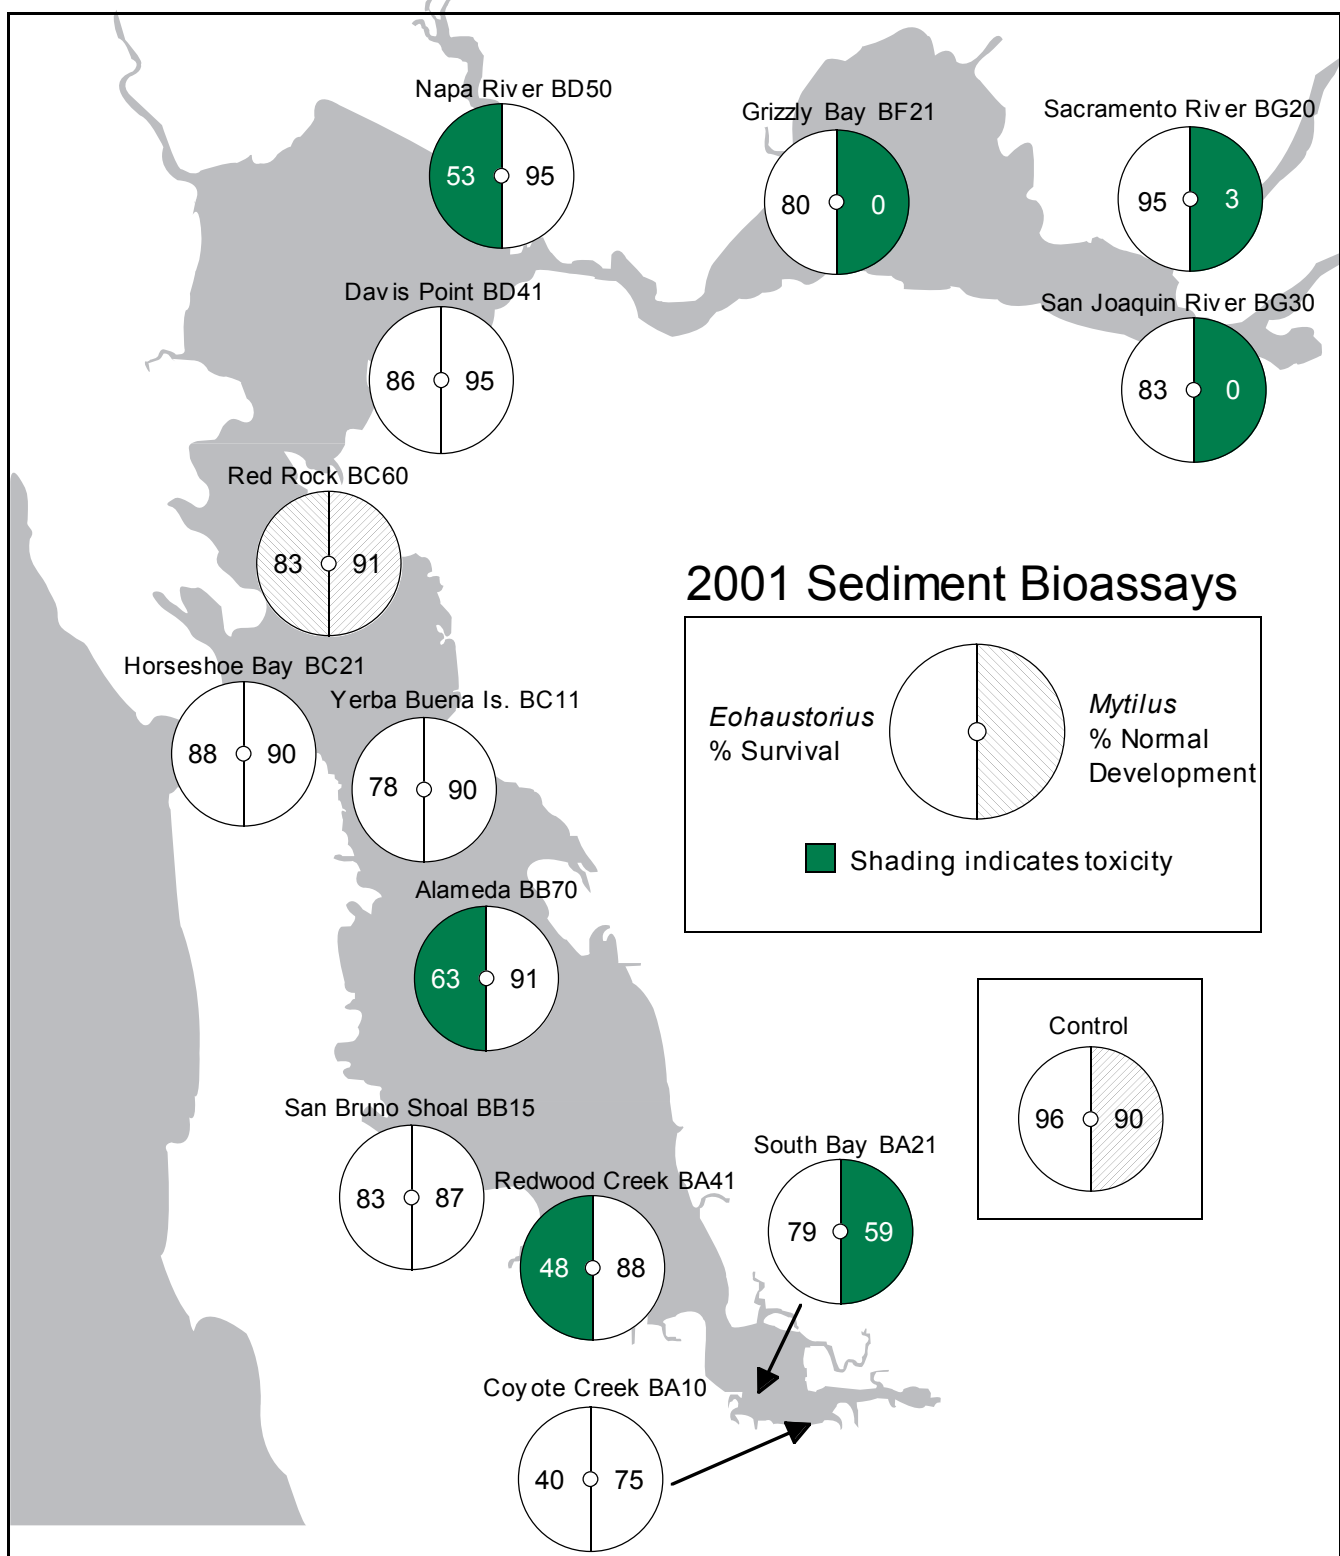 Napa River BD50
53 95
Grizzly Bay BF21
80 0
Sacramento River BG20
95 3
Davis Point BD41
86 95
San Joaquin River BG30
83 0
Red Rock BC60
83 91
2001 Sediment Bioassays
Eohaustorius
% Survival
Mytilus
% Normal
Development
Shading indicates toxicity
Horseshoe Bay BC21
88 90
Yerba Buena Is. BC11
78 90
Alameda BB70
63 91
Control
96 90
San Bruno Shoal BB15
83 87
Redwood Creek BA41
48 88
South Bay BA21
79 59
Coyote Creek BA10
40 75